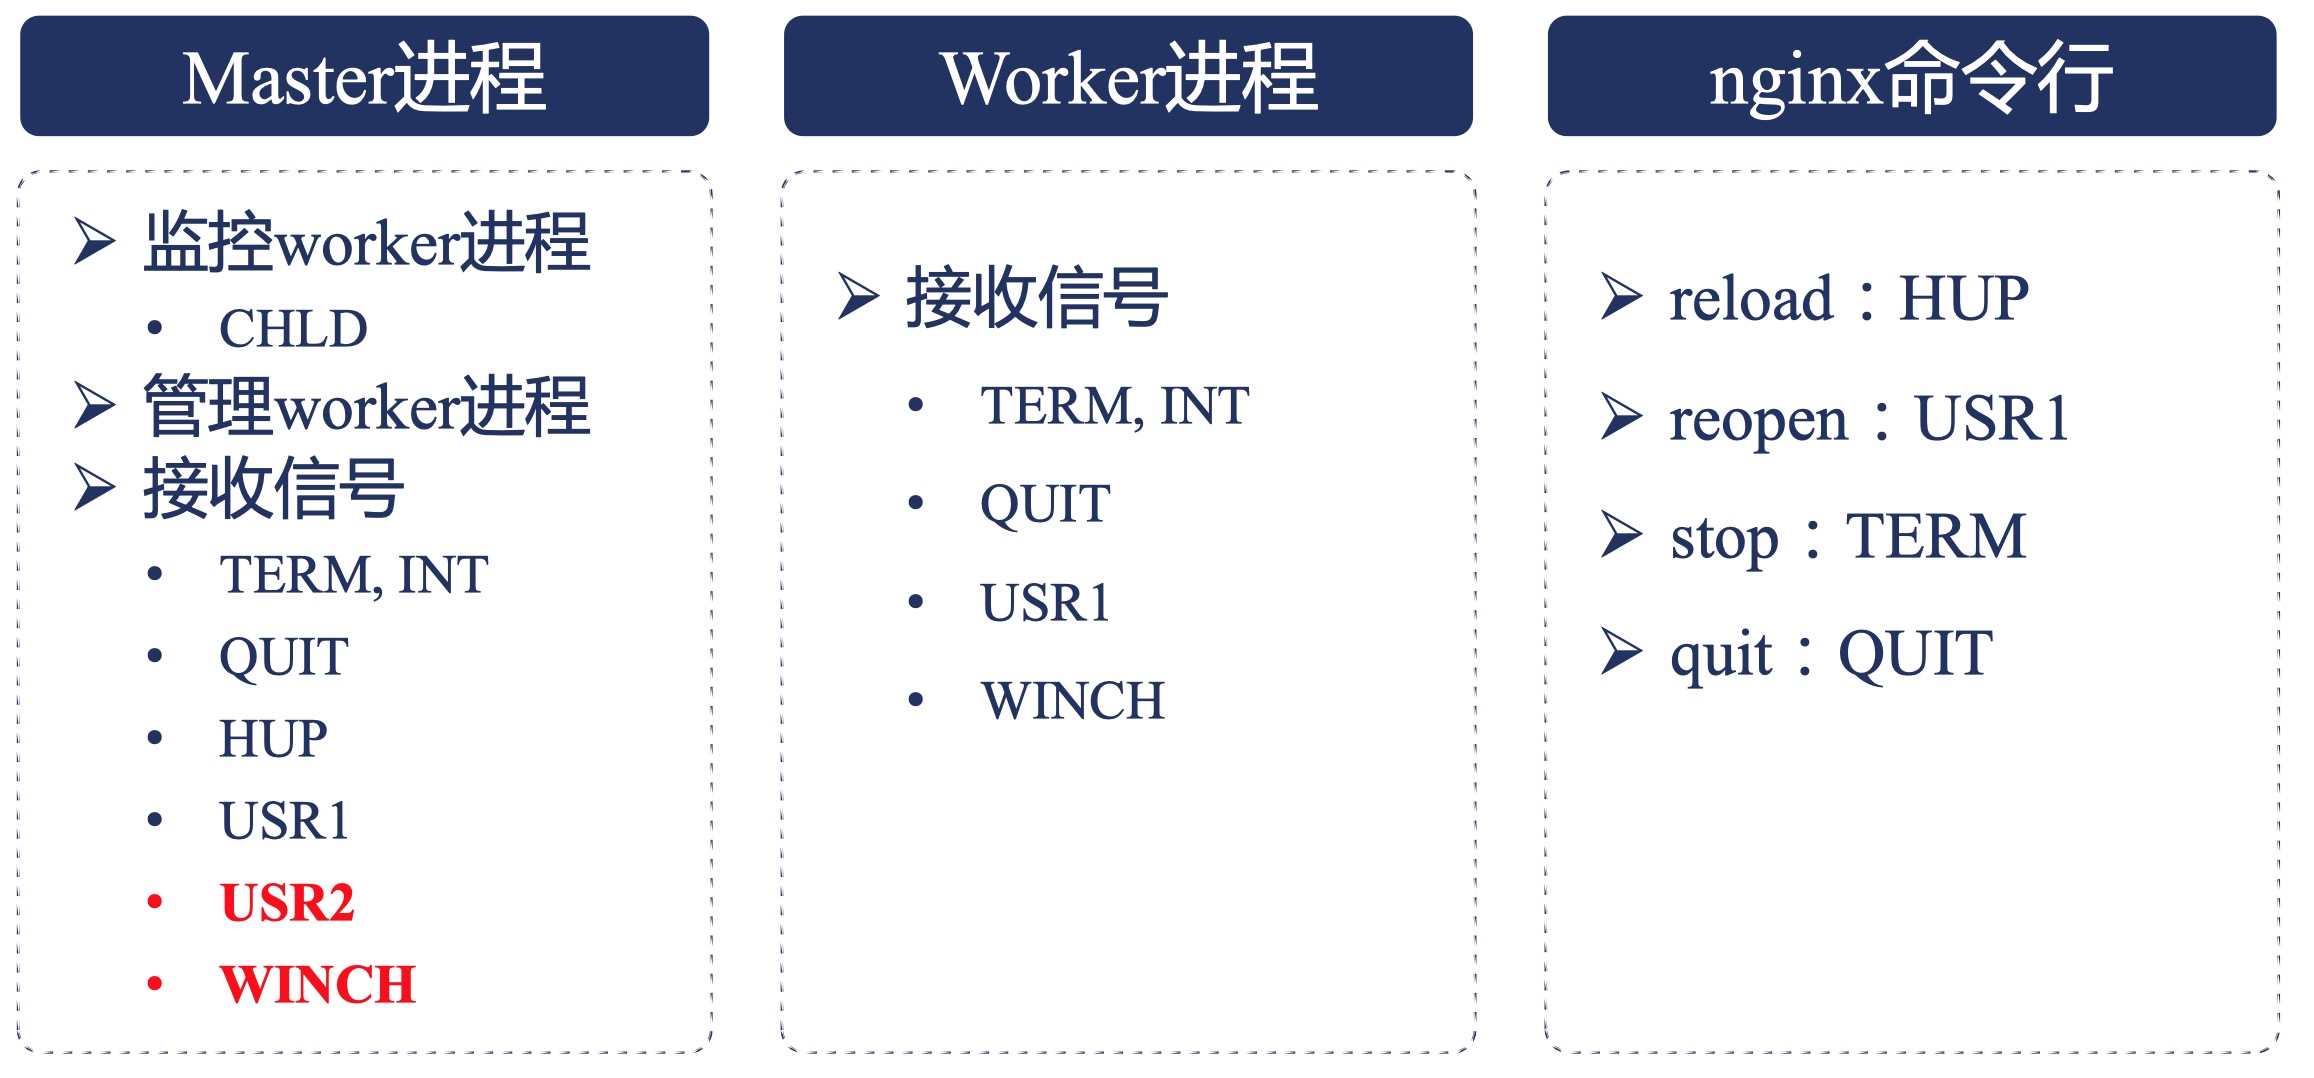 Master进程
➢ 监控worker进程
• CHLD
➢ 管理worker进程
➢ 接收信号
• TERM, INT
• QUIT
• HUP
• USR1
• USR2
• WINCH
Worker进程
➢ 接收信号
• TERM, INT
• QUIT
• USR1
• WINCH
nginx命令行
➢ reload：HUP
➢ reopen：USR1
➢ stop：TERM
➢ quit：QUIT